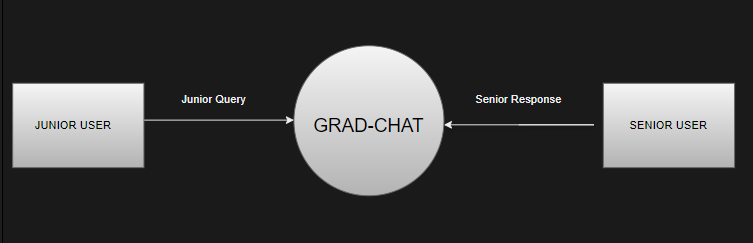 Junior Query
Senior Response
JUNIOR USER
GRAD-CHAT
SENIOR USER